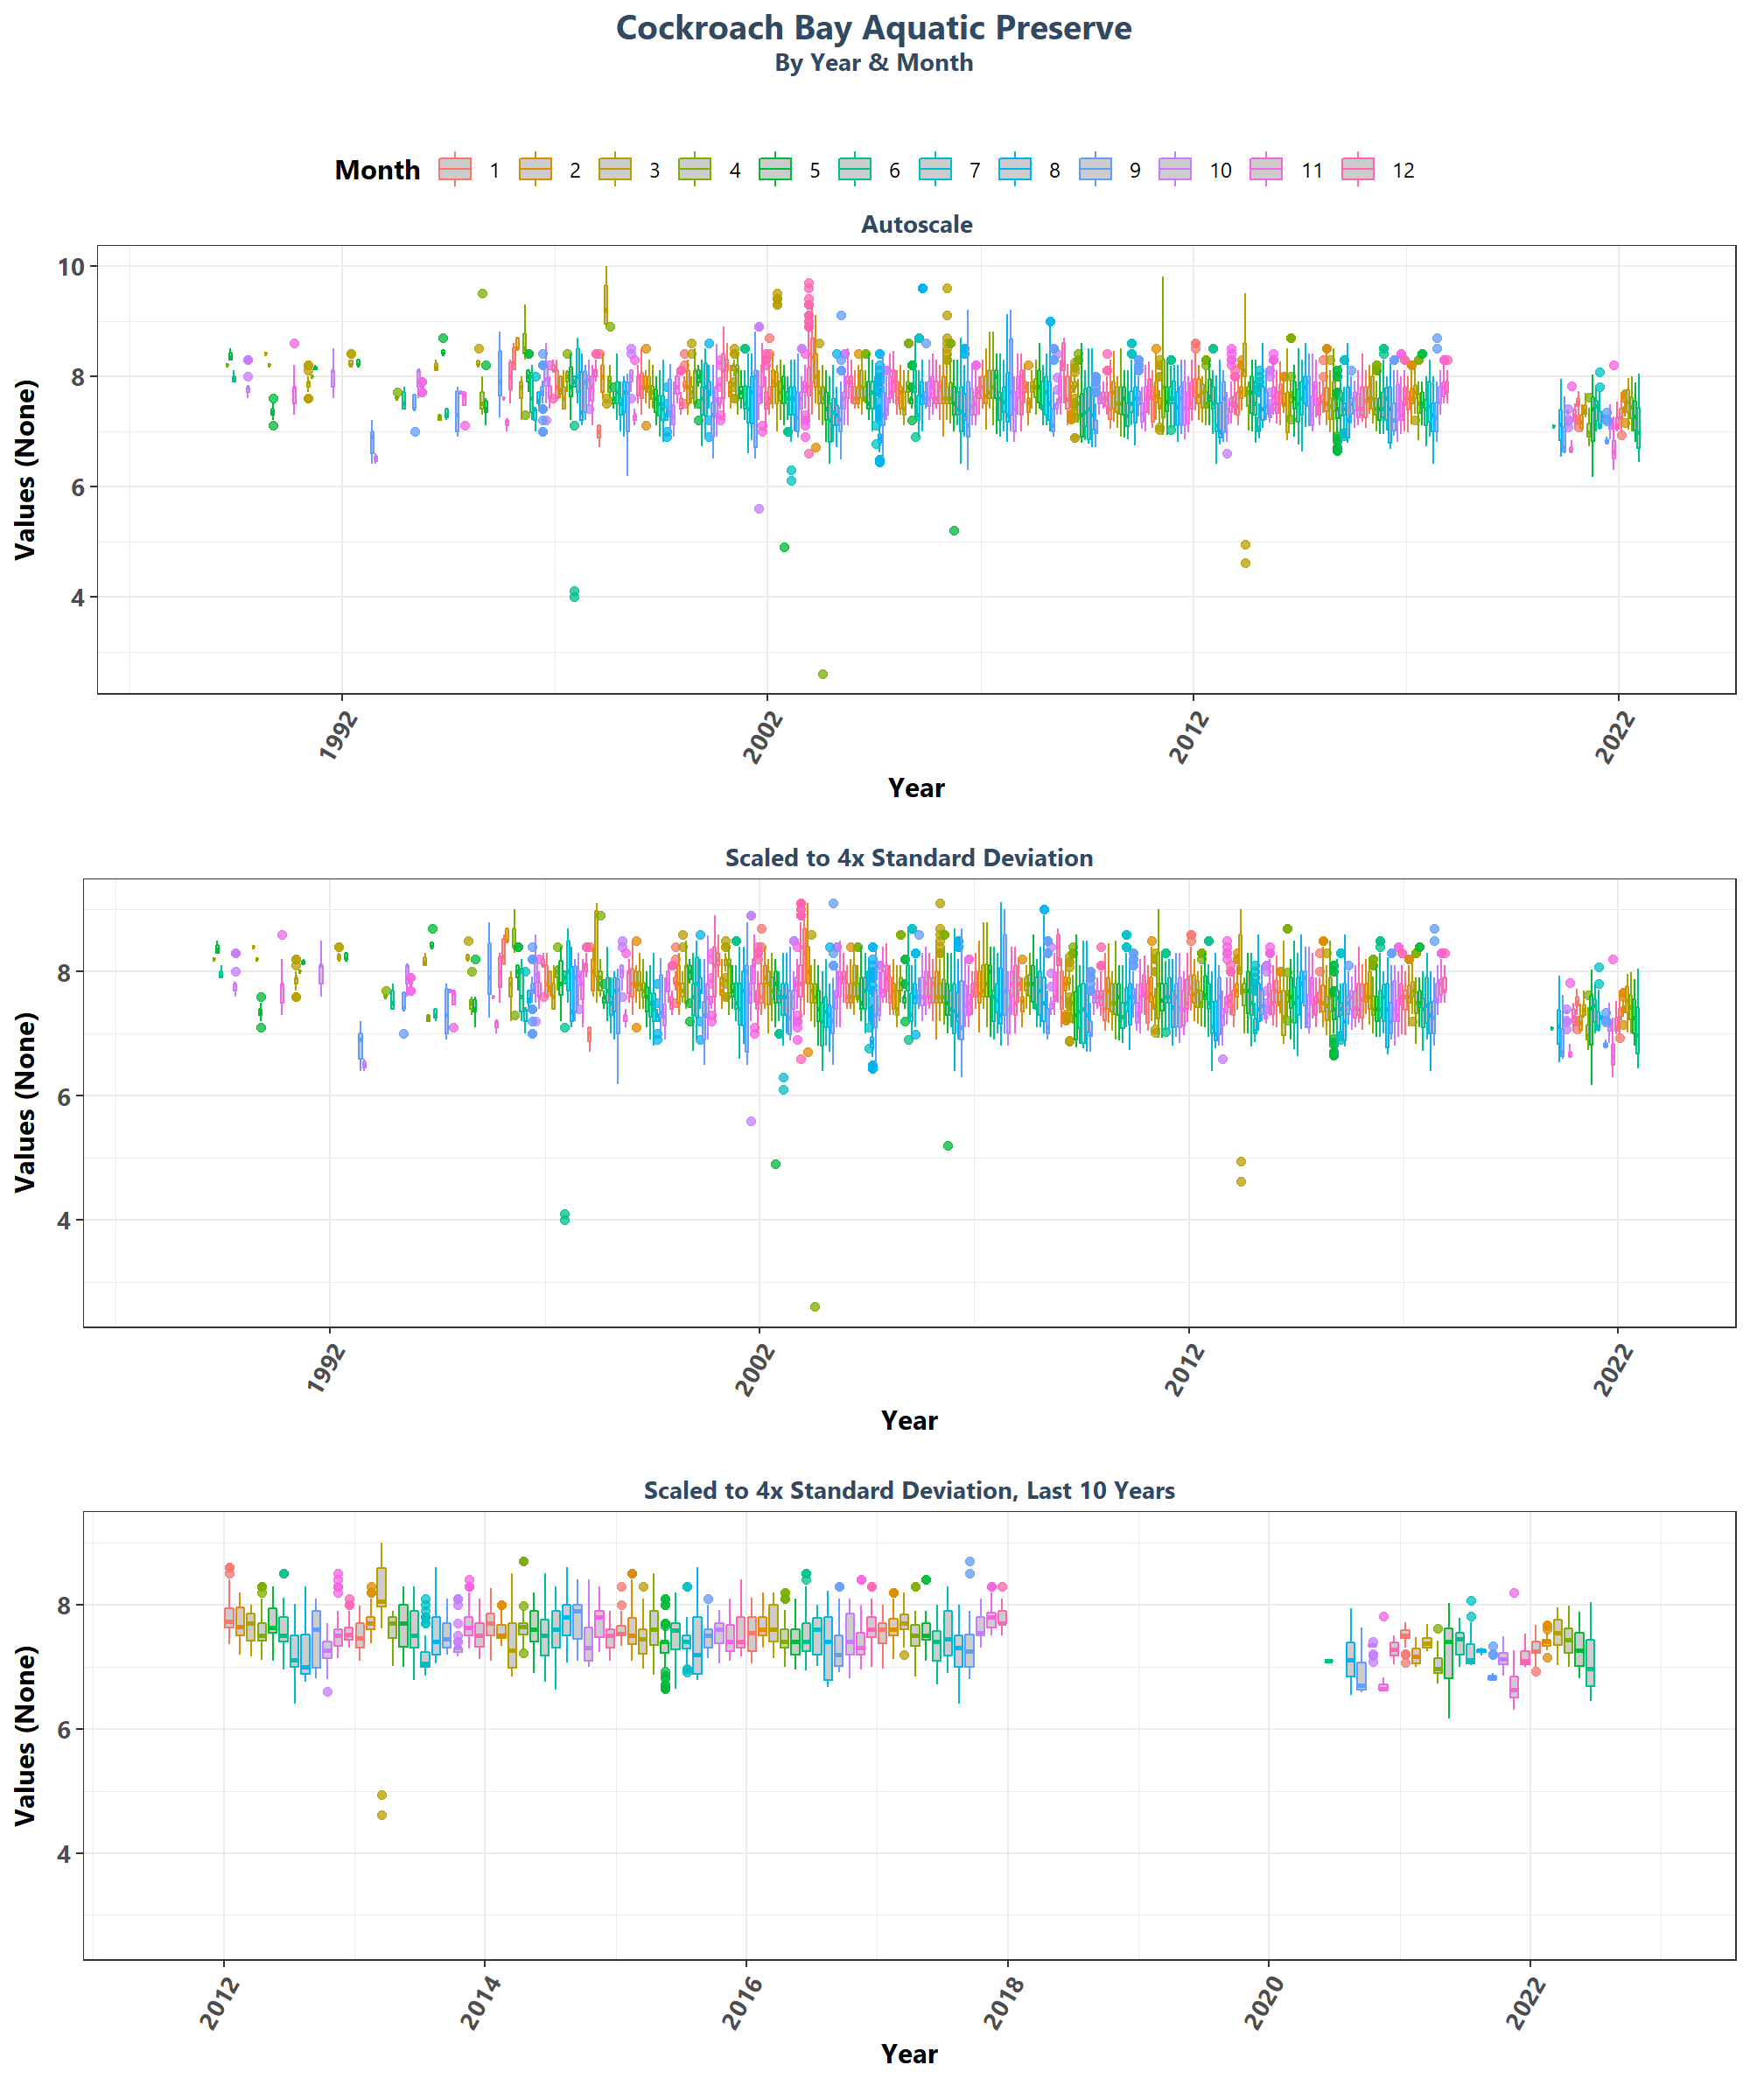 Cockroach Bay Aquatic Preserve
By Year & Month
Month 1 2 3 4 5 6 7 8 9 10 11 12
Autoscale
Values (None)
10
8
6
4
1992 2002 2012 2022
Year
Scaled to 4x Standard Deviation
Values (None)
8
6
4
1992 2002 2012 2022
Year
Scaled to 4x Standard Deviation, Last 10 Years
Values (None)
8
6
4
2012 2014 2016 2018 2020 2022
Year